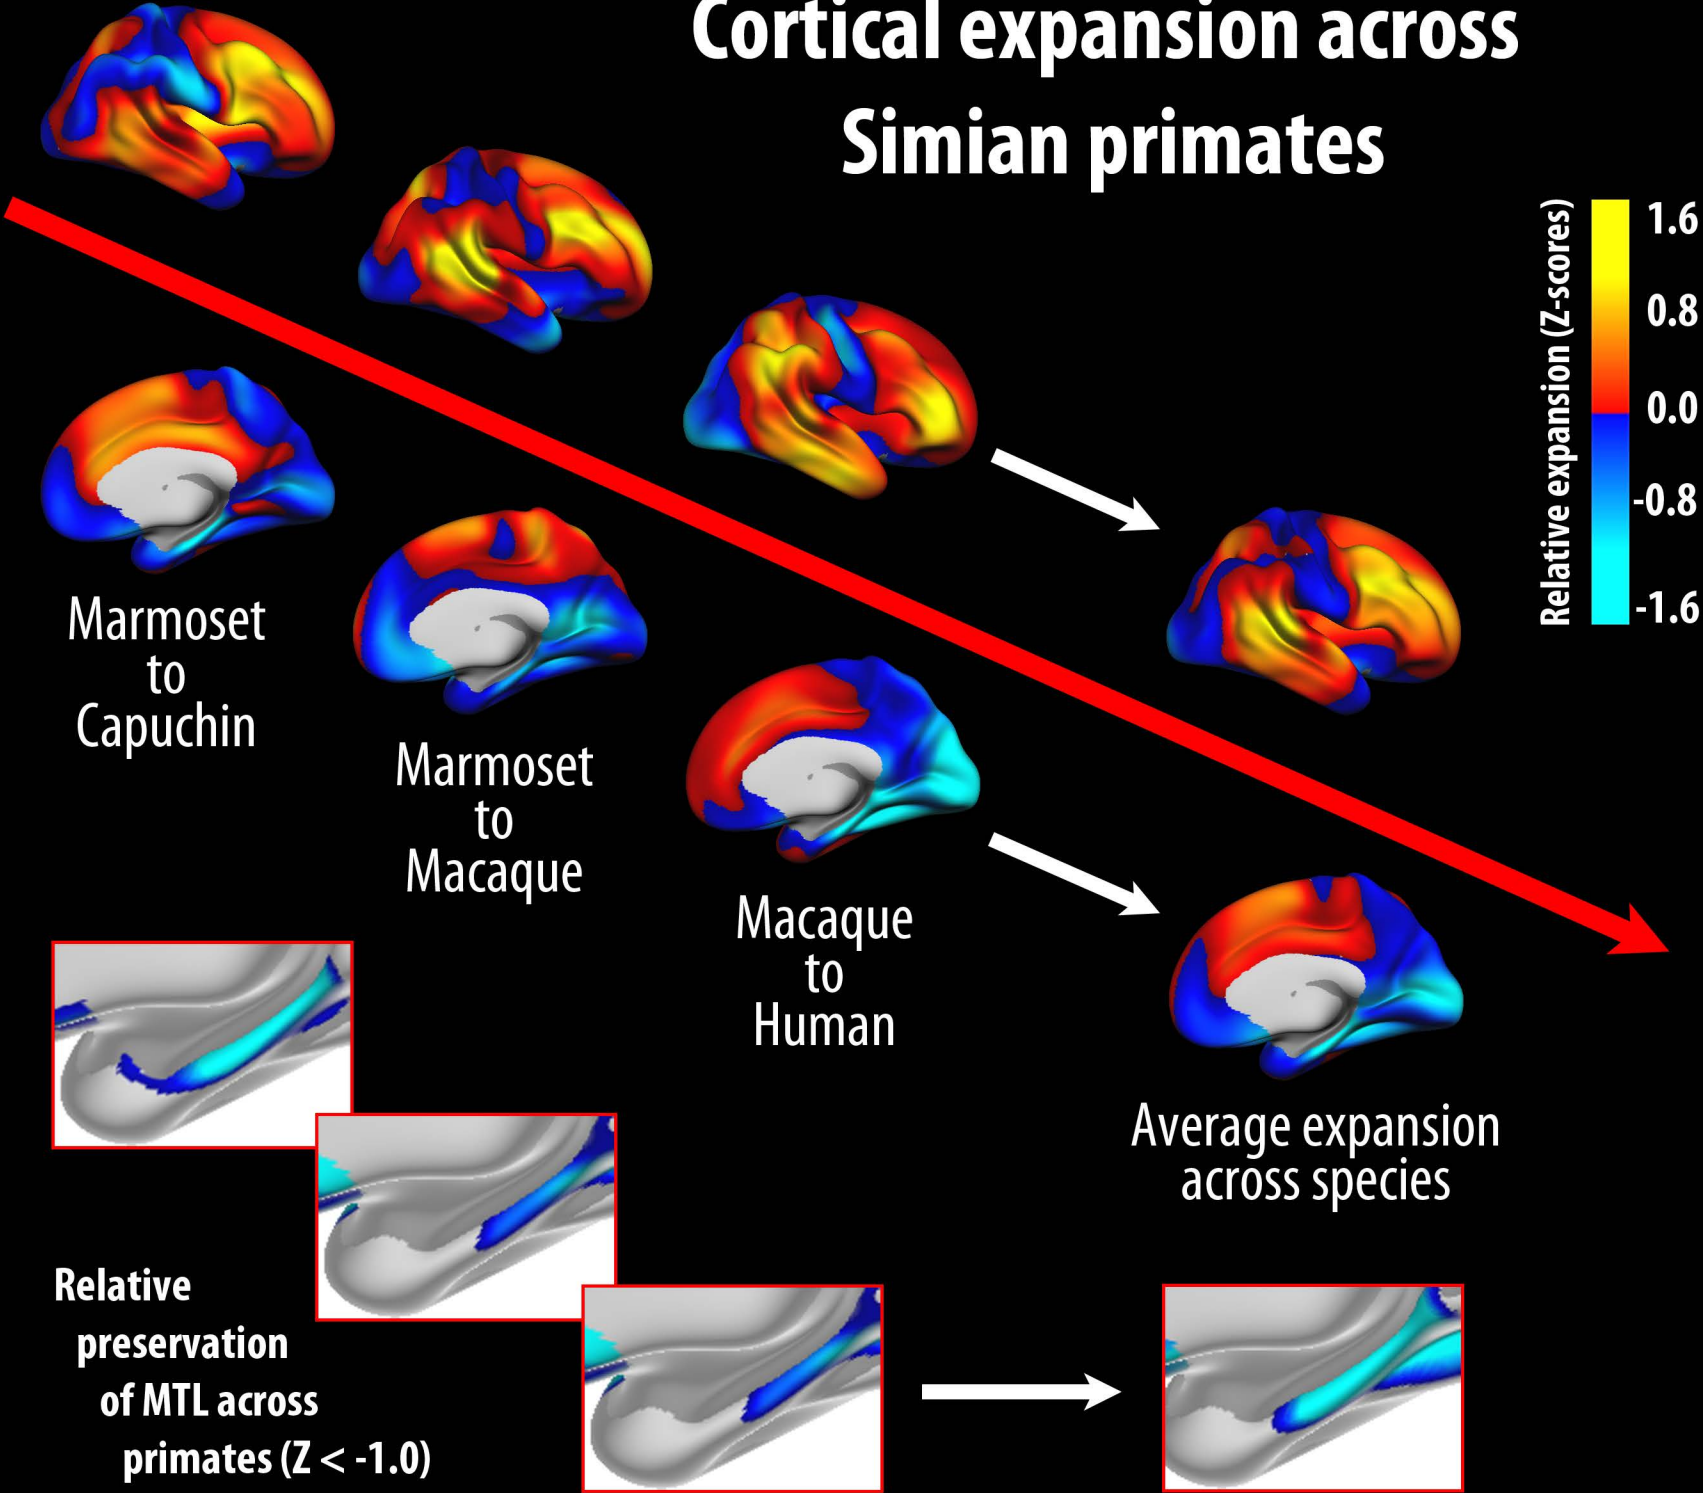 Cortical expansion across
Simian primates
Relative expansion (Z-scores)
1.6
0.8
0.0
-0.8
-1.6
Marmoset
to
Capuchin
Marmoset
to
Macaque
Macaque
to
Human
Average expansion
across species
Relative
preservation
of MTL across
primates (Z < -1.0)